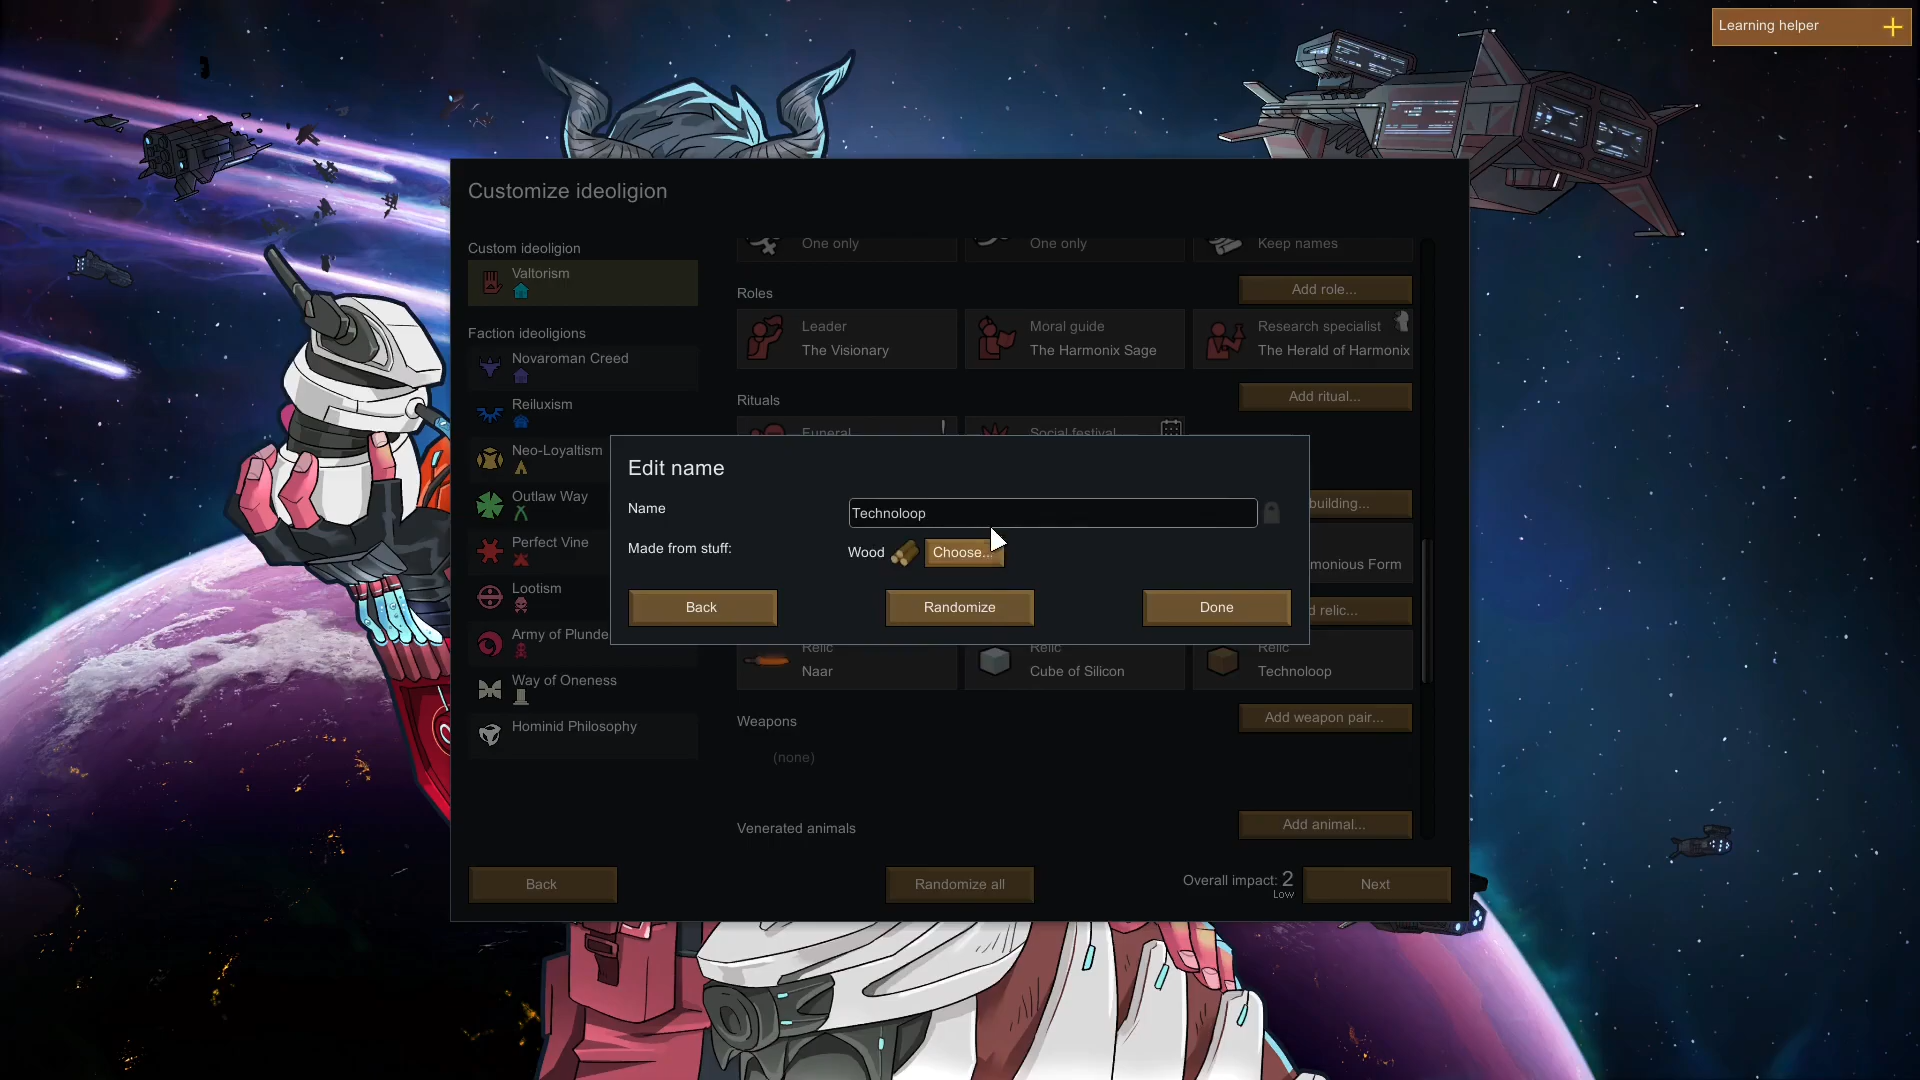 Learning helper
Customize ideoligion
Custom ideoligion
Valtorism
Faction ideoligions
Novaroman Creed
Reiluxism
Neo-Loyaltism
Outlaw Way
Perfect Vine
Lootism
Army of Plunde
Way of Oneness
Hominid Philosophy
One only
One only
Keep names
Roles
Add role...
Leader
The Visionary
Moral guide
The Harmonix Sage
Research specialist
The Herald of Harmonix
Rituals
Add ritual...
Funeral
Social festival
building...
monious Form
d relic...
Edit name
Name
Technoloop
Made from stuff:
Wood
Choose...
Back
Randomize
Done
Relic
Naar
Relic
Cube of Silicon
Relic
Technoloop
Weapons
Add weapon pair...
(none)
Venerated animals
Add animal...
Back
Randomize all
Overall impact: 2
Low
Next